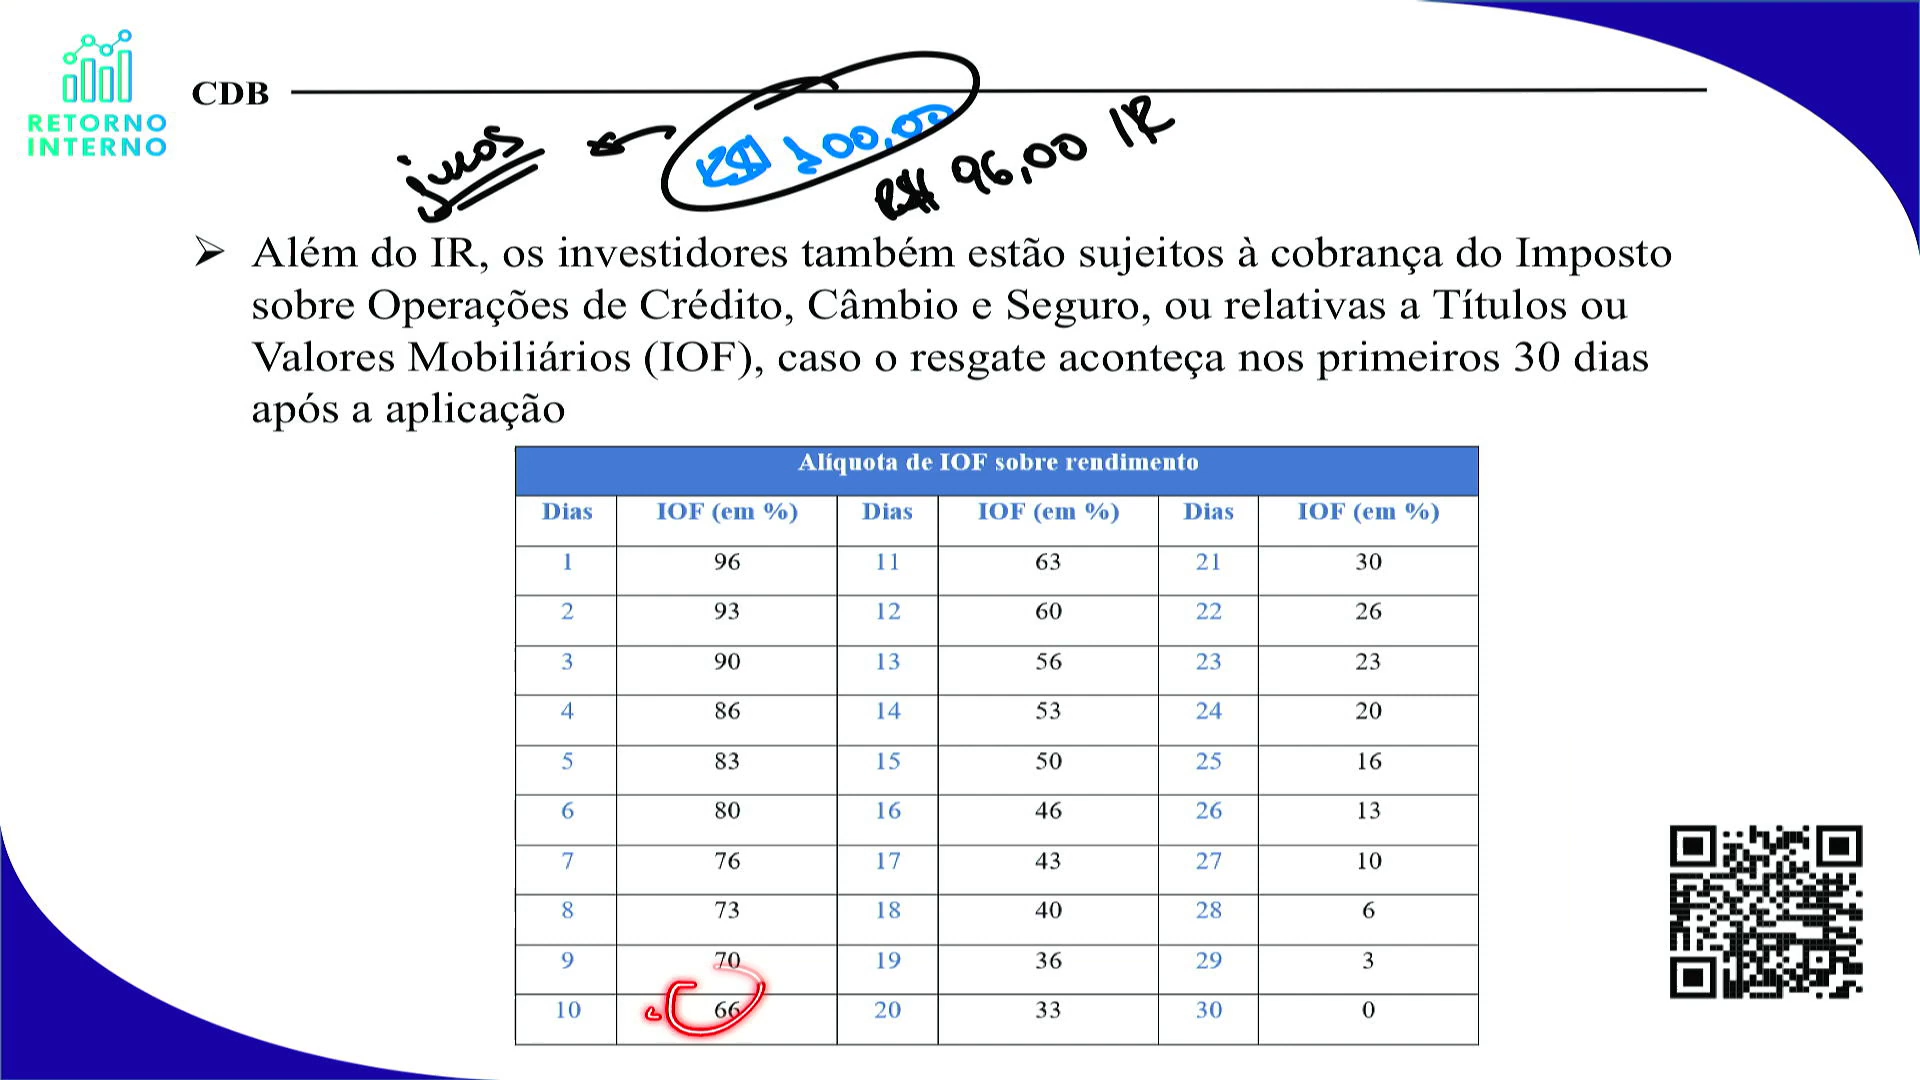 RETORNO
INTERNO
CDB
juros
R$ 100,00
R$ 96,00 IR
➢ Além do IR, os investidores também estão sujeitos à cobrança do Imposto
sobre Operações de Crédito, Câmbio e Seguro, ou relativas a Títulos ou
Valores Mobiliários (IOF), caso o resgate aconteça nos primeiros 30 dias
após a aplicação
Alíquota de IOF sobre rendimento
Dias IOF (em %) Dias IOF (em %) Dias IOF (em %)
1 96 11 63 21 30
2 93 12 60 22 26
3 90 13 56 23 23
4 86 14 53 24 20
5 83 15 50 25 16
6 80 16 46 26 13
7 76 17 43 27 10
8 73 18 40 28 6
9 70 19 36 29 3
10 66 20 33 30 0